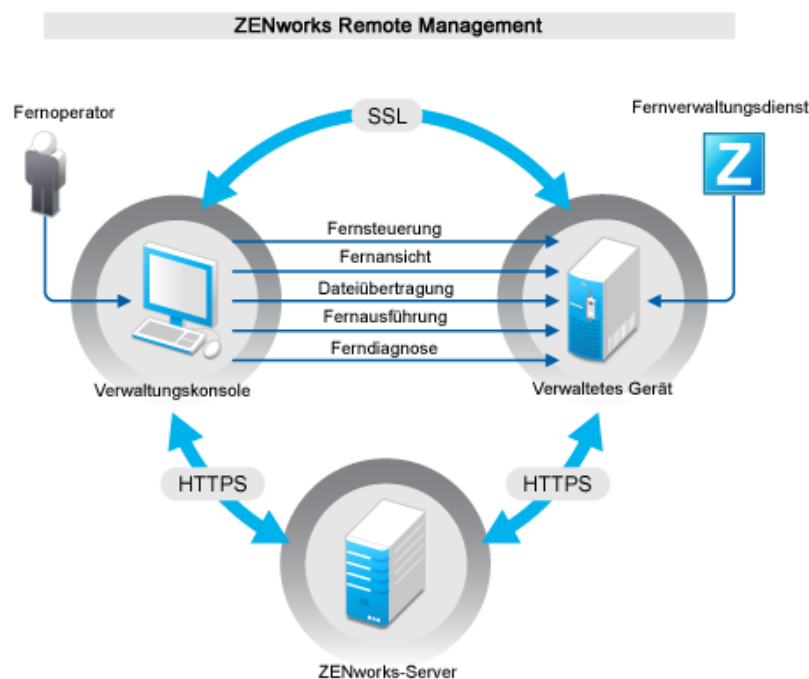 ZENworks Remote Management
Fernoperator
SSL
Fernverwaltungsdienst
Z
Fernsteuerung
Fernansicht
Dateiübertragung
Fernausführung
Ferndiagnose
Verwaltungskonsole
Verwaltetes Gerät
HTTPS
HTTPS
ZENworks-Server